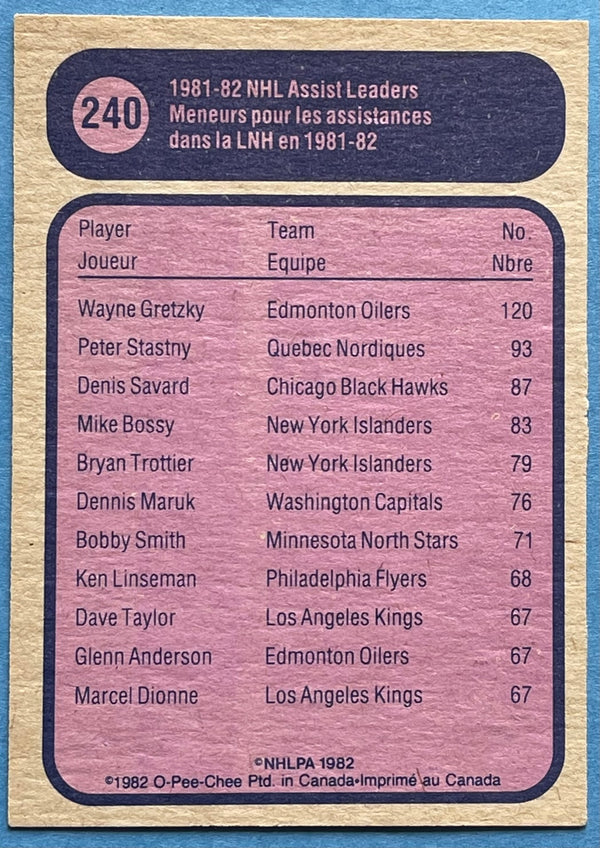 240
1981-82 NHL Assist Leaders
Meneurs pour les assistances
dans la LNH en 1981-82
Player Team No.
Joueur Equipe Nbre
Wayne Gretzky Edmonton Oilers 120
Peter Stastny Quebec Nordiques 93
Denis Savard Chicago Black Hawks 87
Mike Bossy New York Islanders 83
Bryan Trottier New York Islanders 79
Dennis Maruk Washington Capitals 76
Bobby Smith Minnesota North Stars 71
Ken Linseman Philadelphia Flyers 68
Dave Taylor Los Angeles Kings 67
Glenn Anderson Edmonton Oilers 67
Marcel Dionne Los Angeles Kings 67
©NHLPA 1982
©1982 O-Pee-Chee Ptd. in Canada•Imprimé au Canada